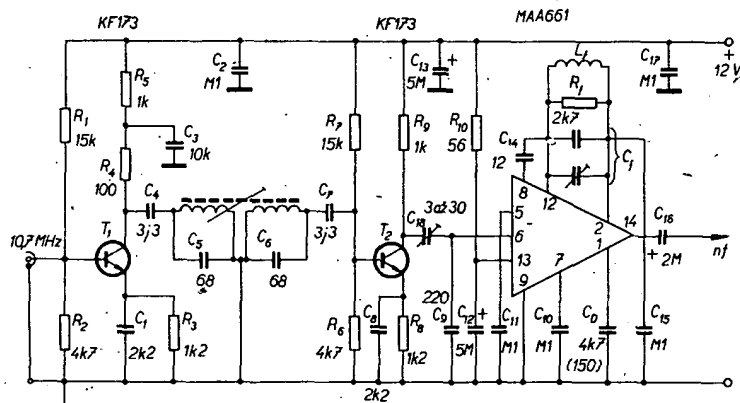 KF173 KF173 MAA661
R5
1k
C2
M1
C13 +
5M
Lf
Rf
2k7
C17
M1
12 V
R1
15k
C3
10k
R7
15k
R9
1k
R10
56
C14
12
Cf
R4
100
8 12
C4
3j3
C7
3j3
C18
3až30
5
6
13
9
-
2
1
14
7
C16
+ 2M
nf
10,7 MHz
T1
C5
68
C6
68
T2
R2
4k7
C1
2k2
R3
1k2
R6
4k7
C8
2k2
R8
1k2
220
C9
C12 +
5M
C11
M1
C10
M1
CD
4k7
(150)
C15
M1